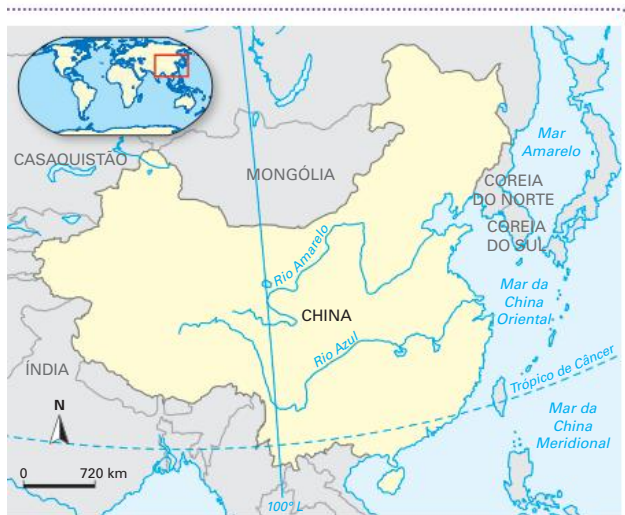 CASAQUISTÃO
MONGÓLIA
Mar
Amarelo
COREIA
DO NORTE
COREIA
DO SUL
Rio Amarelo
Mar da
China
Oriental
CHINA
Rio Azul
ÍNDIA
Trópico de Câncer
N
Mar da
China
Meridional
0 720 km
100° L